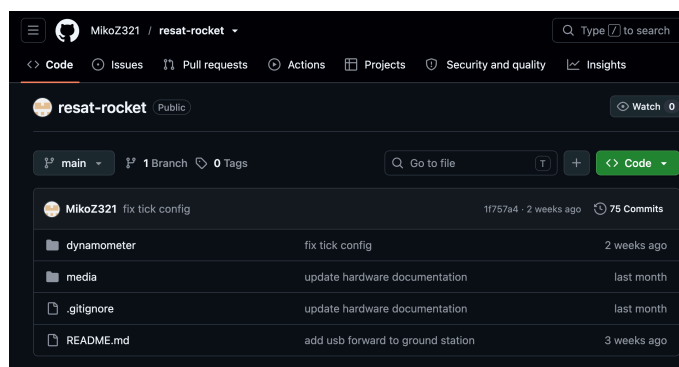 MikoZ321 / resat-rocket Type / to search
<> Code Issues Pull requests Actions Projects Security and quality Insights
resat-rocket Public Watch 0
main 1 Branch 0 Tags Go to file T + <> Code
MikoZ321 fix tick config 1f757a4 · 2 weeks ago 75 Commits
dynamometer fix tick config 2 weeks ago
media update hardware documentation last month
.gitignore update hardware documentation last month
README.md add usb forward to ground station 3 weeks ago